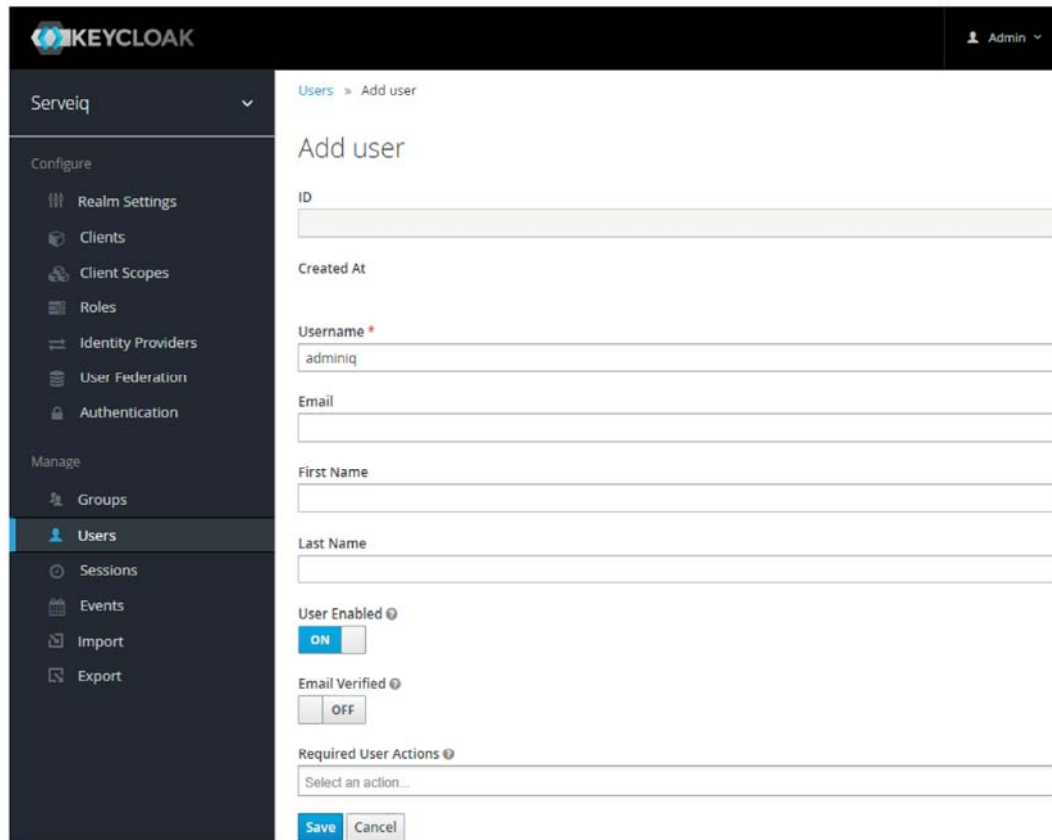 KEYCLOAK
Admin
Serveiq
Configure
Realm Settings
Clients
Client Scopes
Roles
Identity Providers
User Federation
Authentication
Manage
Groups
Users
Sessions
Events
Import
Export
Users » Add user
Add user
ID
Created At
Username *
adminiq
Email
First Name
Last Name
User Enabled
ON
Email Verified
OFF
Required User Actions
Select an action...
Save Cancel